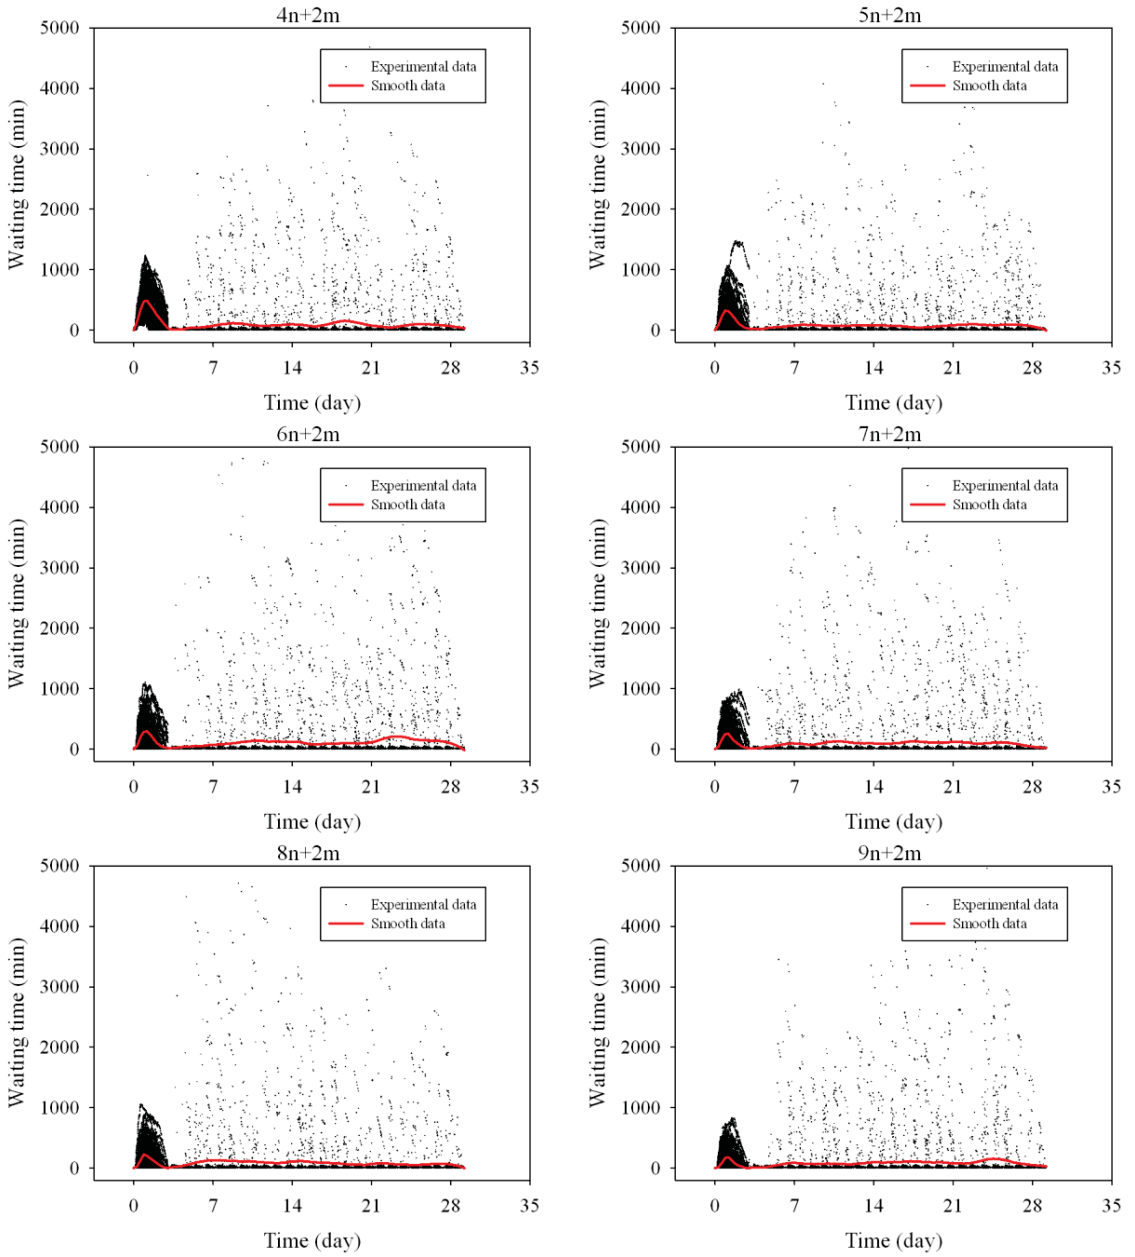 4n+2m
5000
4000
3000
2000
1000
0
Waiting time (min)
Experimental data
Smooth data
0 7 14 21 28 35
Time (day)
5n+2m
5000
4000
3000
2000
1000
0
Waiting time (min)
Experimental data
Smooth data
0 7 14 21 28 35
Time (day)
6n+2m
5000
4000
3000
2000
1000
0
Waiting time (min)
Experimental data
Smooth data
0 7 14 21 28 35
Time (day)
7n+2m
5000
4000
3000
2000
1000
0
Waiting time (min)
Experimental data
Smooth data
0 7 14 21 28 35
Time (day)
8n+2m
5000
4000
3000
2000
1000
0
Waiting time (min)
Experimental data
Smooth data
0 7 14 21 28 35
Time (day)
9n+2m
5000
4000
3000
2000
1000
0
Waiting time (min)
Experimental data
Smooth data
0 7 14 21 28 35
Time (day)